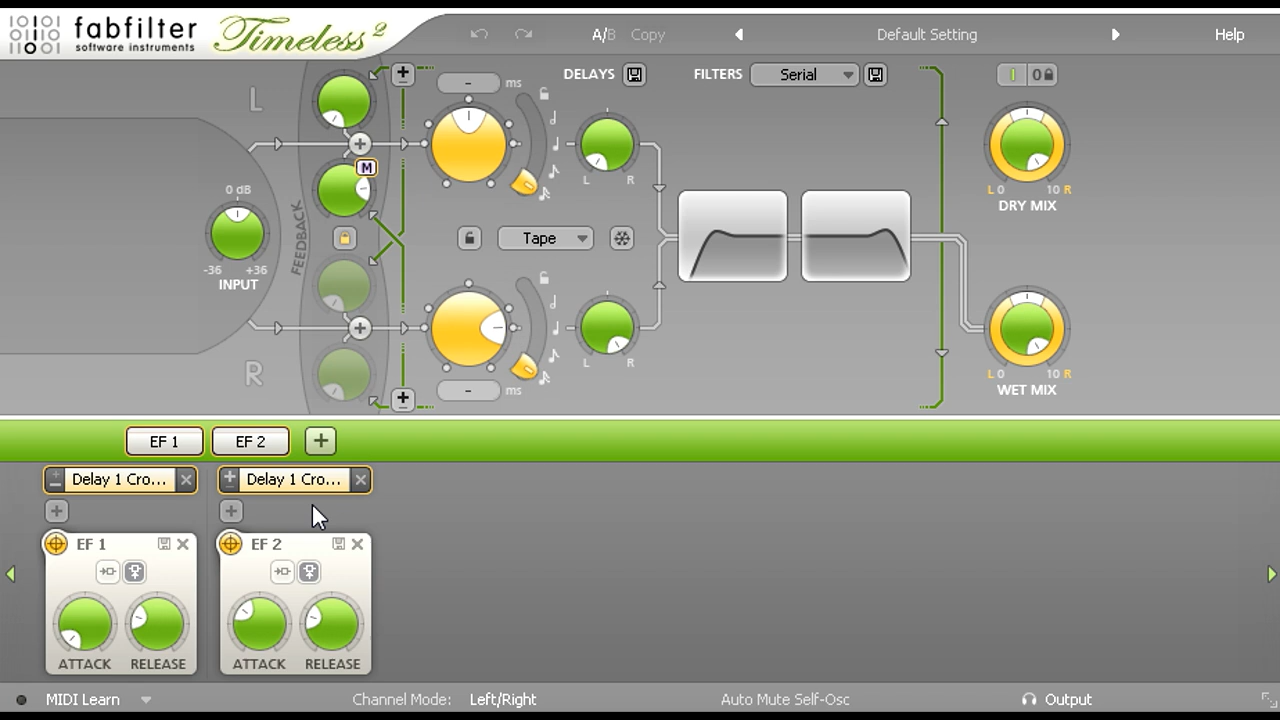 fabfilter
software instruments
Timeless 2
A/B Copy
Default Setting
Help
L
DELAYS
FILTERS
Serial
- ms
M
L R
L 0 10 R
DRY MIX
0 dB
-36 +36
INPUT
FEEDBACK
Tape
R
- ms
L R
L 0 10 R
WET MIX
EF 1
EF 2
Delay 1 Cro...
Delay 1 Cro...
EF 1
EF 2
ATTACK RELEASE
ATTACK RELEASE
MIDI Learn
Channel Mode: Left/Right
Auto Mute Self-Osc
Output